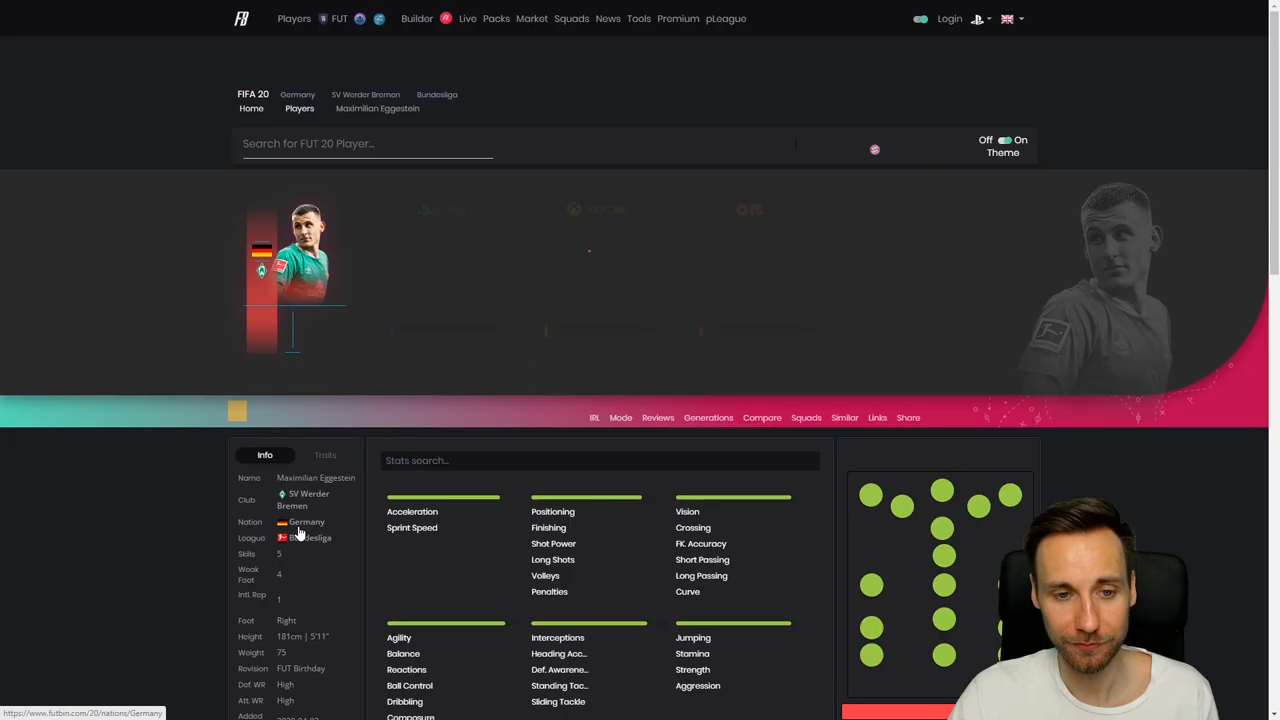 Players FUT Builder Live Packs Market Squads News Tools Premium pLeague Login
FIFA 20 Germany SV Werder Bremen Bundesliga
Home Players Maximilian Eggestein
Search for FUT 20 Player...
Off On
Theme
IRL Mode Reviews Generations Compare Squads Similar Links Share
Info Traits
Name Maximilian Eggestein
Club SV Werder Bremen
Nation Germany
League
Skills 5
Weak Foot 4
Intl. Rep 1
Foot Right
Height 181cm | 5'11"
Weight 75
Revision FUT Birthday
Def. WR High
Att. WR High
Added
Stats search...
Acceleration
Sprint Speed
Positioning
Finishing
Shot Power
Long Shots
Volleys
Penalties
Vision
Crossing
FK. Accuracy
Short Passing
Long Passing
Curve
Agility
Balance
Reactions
Ball Control
Dribbling
Composure
Interceptions
Heading Acc...
Def. Awarene...
Standing Tac...
Sliding Tackle
Jumping
Stamina
Strength
Aggression
https://www.futbin.com/20/nations/Germany